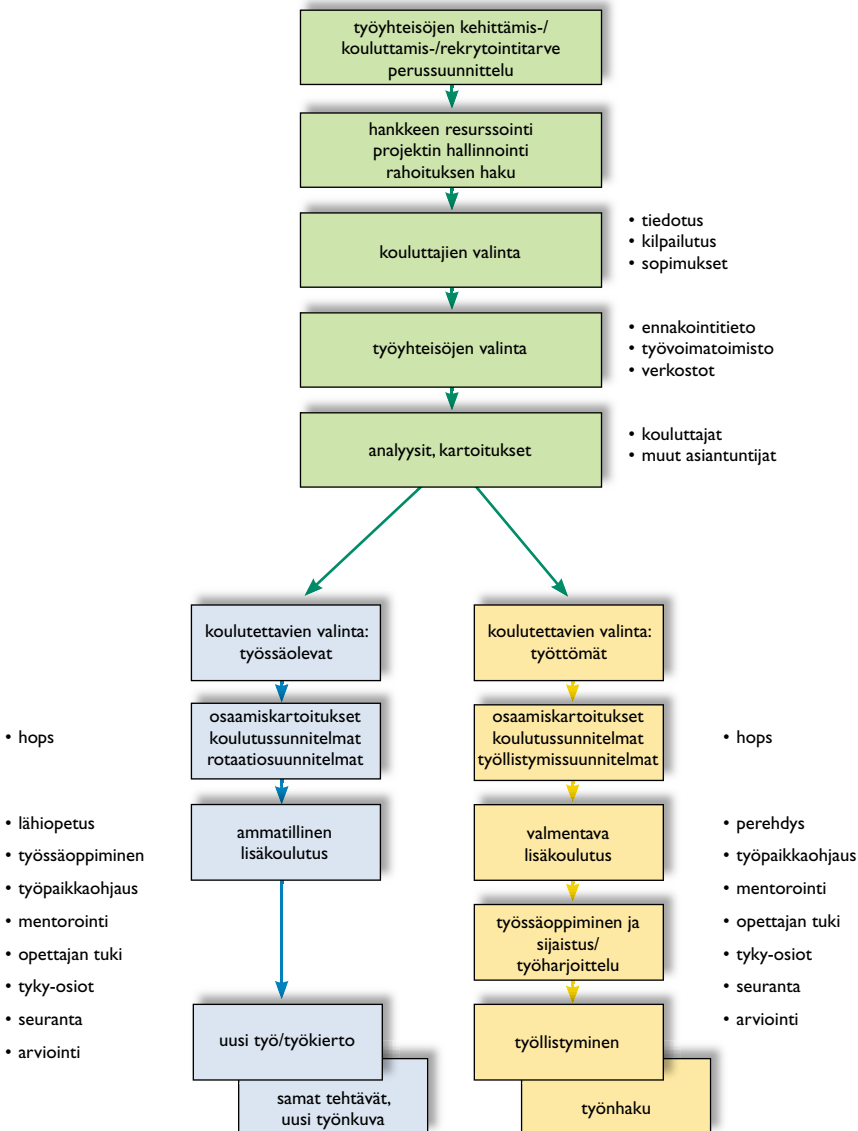 työyhteisöjen kehittämis-/
kouluttamis-/rekrytointitarve
perussuunnittelu
hankkeen resurssointi
projektin hallinnointi
rahoituksen haku
kouluttajien valinta
• tiedotus
• kilpailutus
• sopimukset
työyhteisöjen valinta
• ennakointitieto
• työvoimatoimisto
• verkostot
analyysit, kartoitukset
• kouluttajat
• muut asiantuntijat
koulutettavien valinta:
työssäolevat
osaamiskartoitukset
koulutussunnitelmat
rotaatiosuunnitelmat
• hops
ammatillinen
lisäkoulutus
• lähiopetus
• työssäoppiminen
• työpaikkaohjaus
• mentorointi
• opettajan tuki
• tyky-osiot
• seuranta
• arviointi
uusi työ/työkierto
samat tehtävät,
uusi työnkuva
koulutettavien valinta:
työttömät
osaamiskartoitukset
koulutussunnitelmat
työllistymissuunnitelmat
• hops
valmentava
lisäkoulutus
työssäoppiminen ja
sijaistus/
työharjoittelu
• perehdys
• työpaikkaohjaus
• mentorointi
• opettajan tuki
• tyky-osiot
• seuranta
• arviointi
työllistyminen
työnhaku